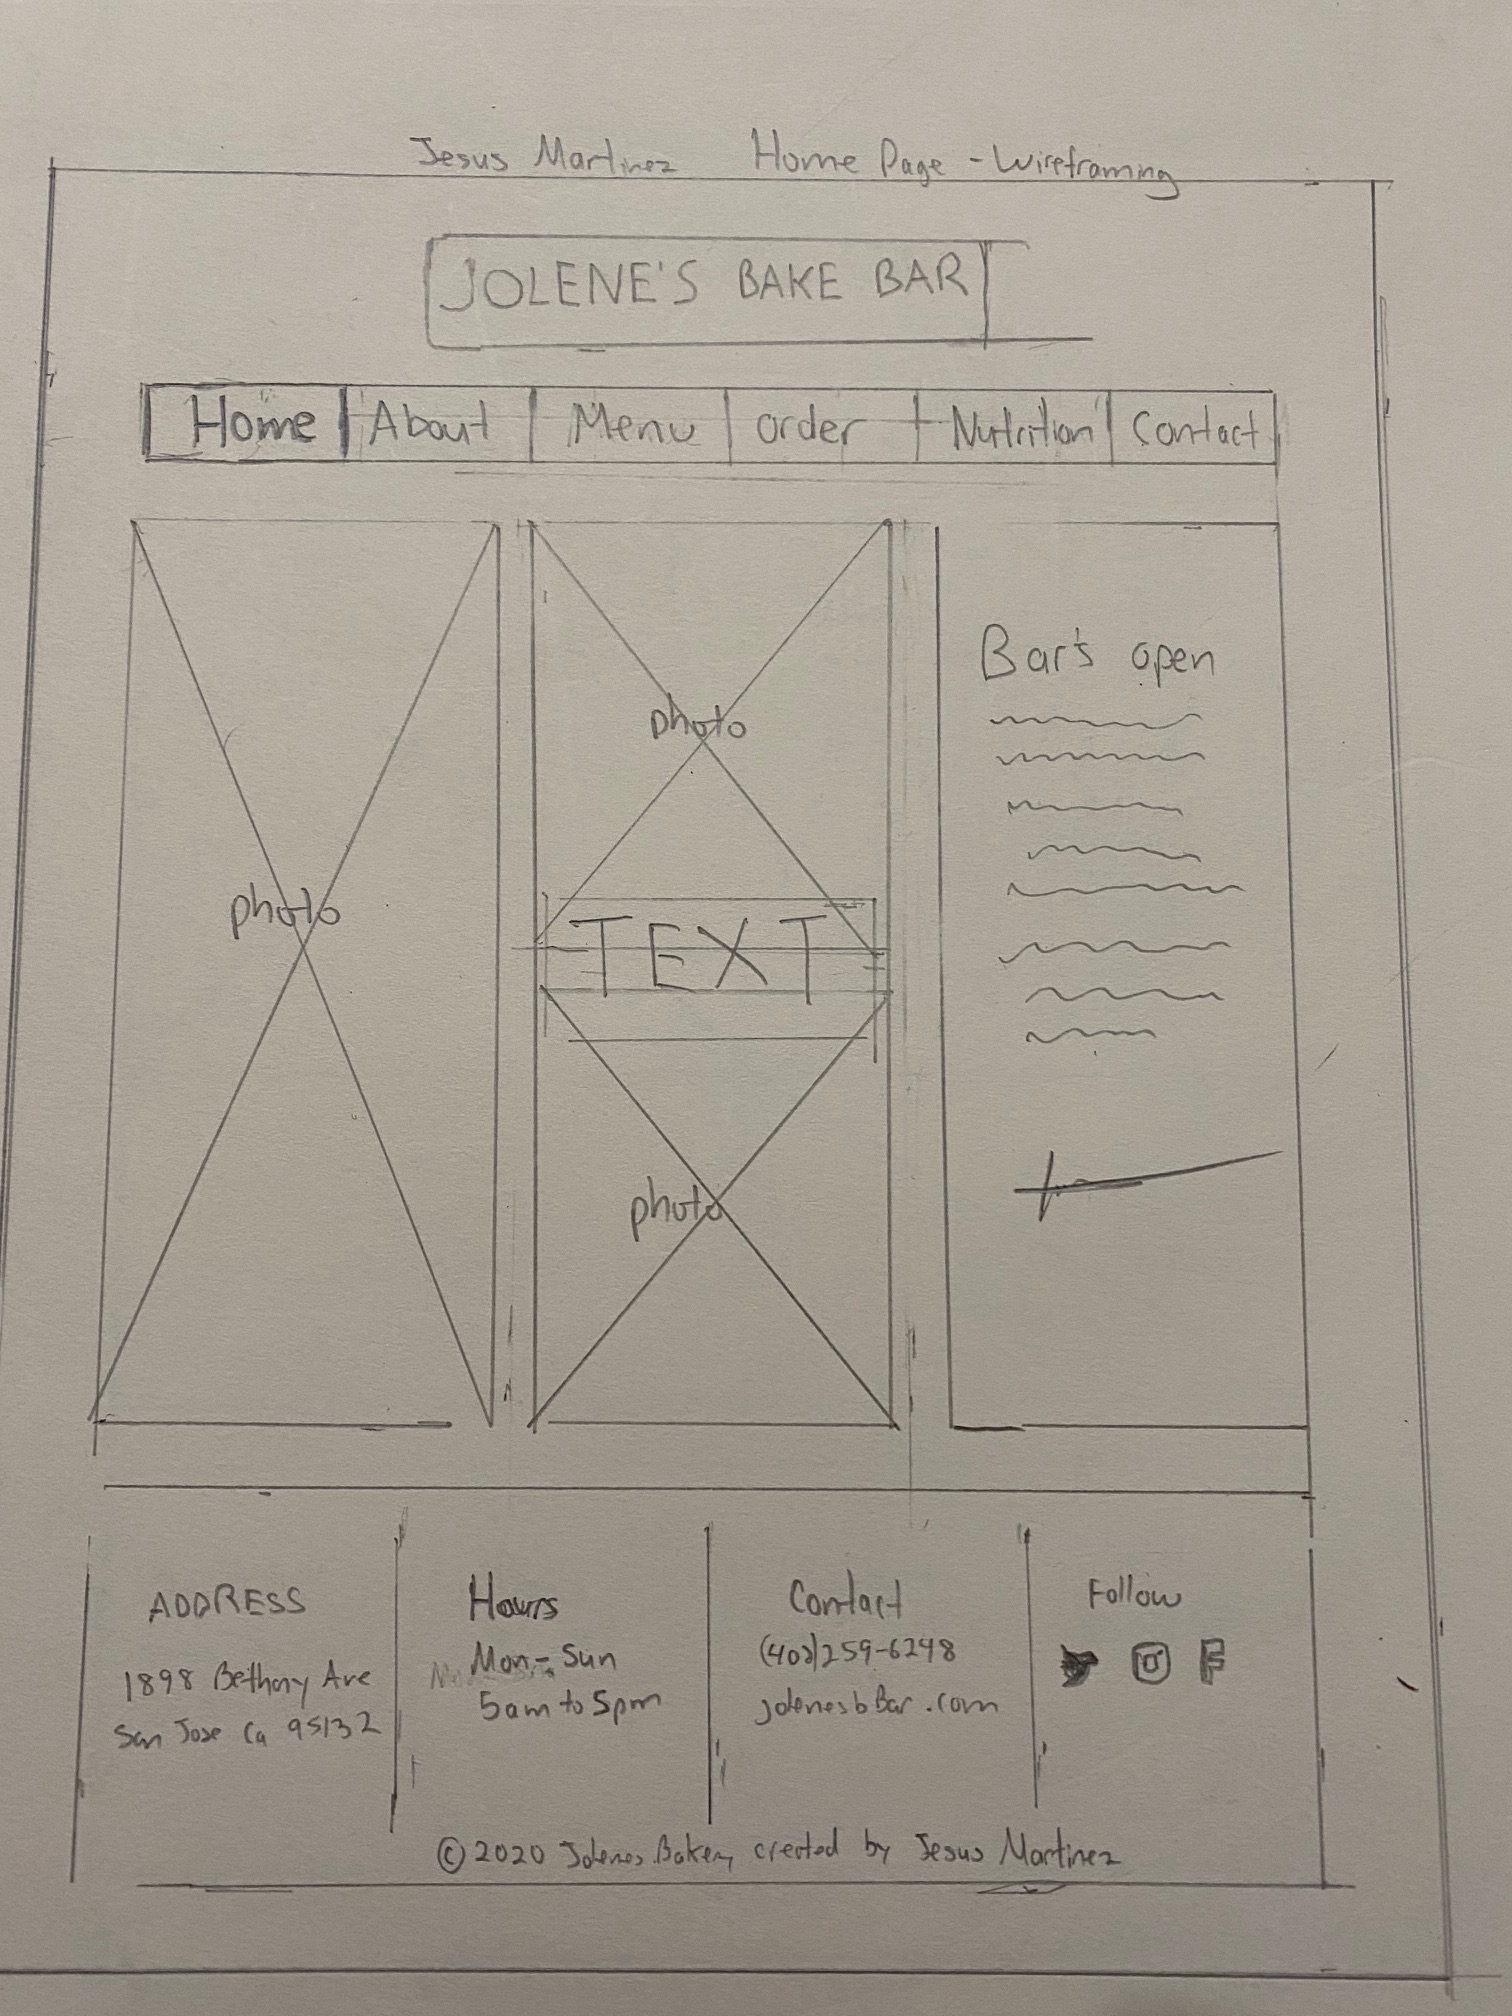 Jesus Martinez Home Page - Wireframing
JOLENE'S BAKE BAR
Home About Menu order Nutrition Contact
photo
photo
TEXT
photo
Bar's open
ADDRESS
1898 Bethany Ave
San Jose Ca 95132
Hours
Mon - Sun
5am to 5pm
Contact
(408)259-6248
jolenesbBar.com
Follow
F
© 2020 Jolenes Bakery created by Jesus Martinez